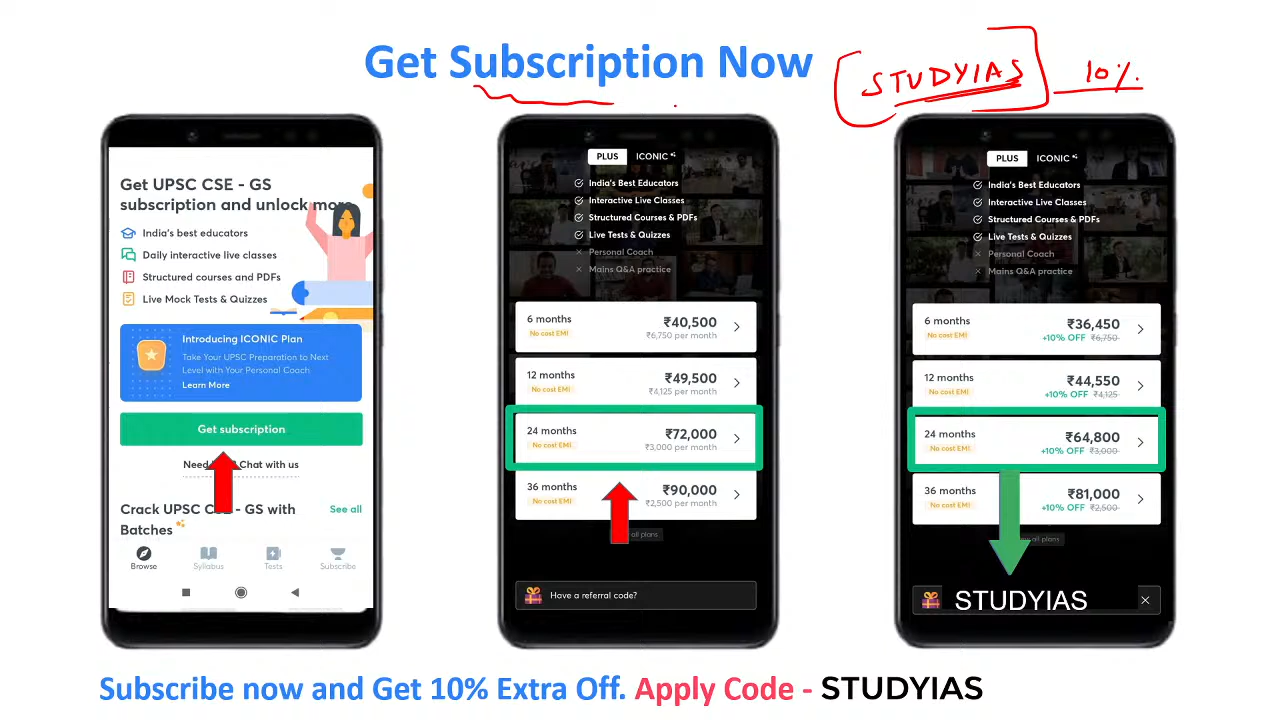 Get Subscription Now
STUDYIAS 10%.
Get UPSC CSE - GS
subscription and unlock more
India's best educators
Daily interactive live classes
Structured courses and PDFs
Live Mock Tests & Quizzes
Introducing ICONIC Plan
Take Your UPSC Preparation to Next
Level with Your Personal Coach
Learn More
Get subscription
Need Chat with us
Crack UPSC CSE - GS with
Batches
See all
Browse
Syllabus
Tests
Subscribe
PLUS ICONIC
India's Best Educators
Interactive Live Classes
Structured Courses & PDFs
Live Tests & Quizzes
Personal Coach
Mains Q&A practice
6 months ₹40,500
No cost EMI ₹6,750 per month
12 months ₹49,500
No cost EMI ₹4,125 per month
24 months ₹72,000
No cost EMI ₹3,000 per month
36 months ₹90,000
No cost EMI ₹2,500 per month
all plans
Have a referral code?
PLUS ICONIC
India's Best Educators
Interactive Live Classes
Structured Courses & PDFs
Live Tests & Quizzes
Personal Coach
Mains Q&A practice
6 months ₹36,450
No cost EMI +10% OFF ₹6,750
12 months ₹44,550
No cost EMI +10% OFF ₹4,125
24 months ₹64,800
No cost EMI +10% OFF ₹3,000
36 months ₹81,000
No cost EMI +10% OFF ₹2,500
all plans
STUDYIAS
Subscribe now and Get 10% Extra Off. Apply Code - STUDYIAS